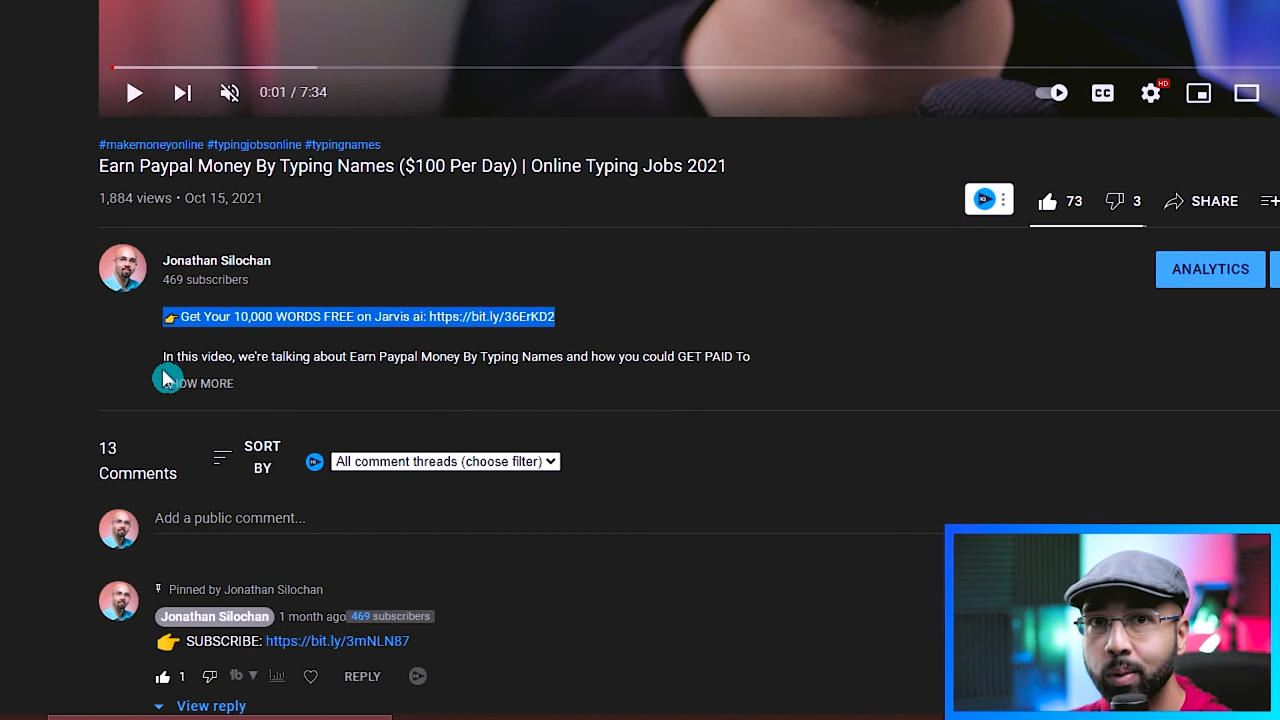 0:01 / 7:34
CC
HD
#makemoneyonline #typingjobsonline #typingnames
Earn Paypal Money By Typing Names ($100 Per Day) | Online Typing Jobs 2021
1,884 views • Oct 15, 2021
73
3
SHARE
Jonathan Silochan
469 subscribers
ANALYTICS
👉Get Your 10,000 WORDS FREE on Jarvis ai: https://bit.ly/36ErKD2
In this video, we're talking about Earn Paypal Money By Typing Names and how you could GET PAID To
SHOW MORE
13
Comments
SORT
BY
All comment threads (choose filter)
Add a public comment...
Pinned by Jonathan Silochan
Jonathan Silochan 1 month ago 469 subscribers
👉 SUBSCRIBE: https://bit.ly/3mNLN87
1
REPLY
View reply